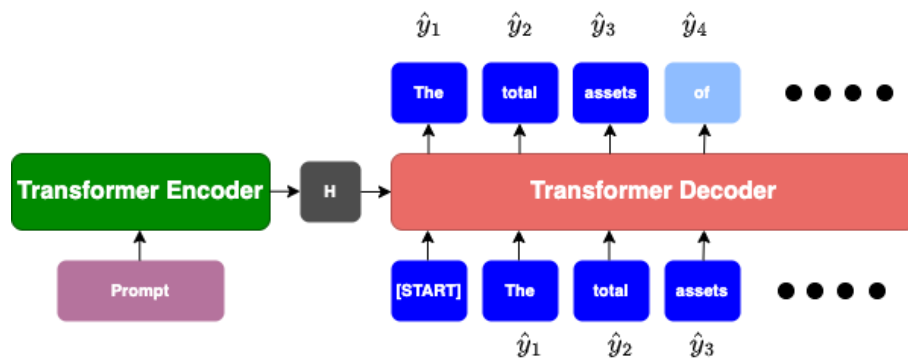 ŷ₁ ŷ₂ ŷ₃ ŷ₄
The total assets of
Transformer Encoder H Transformer Decoder
Prompt [START] The total assets
ŷ₁ ŷ₂ ŷ₃